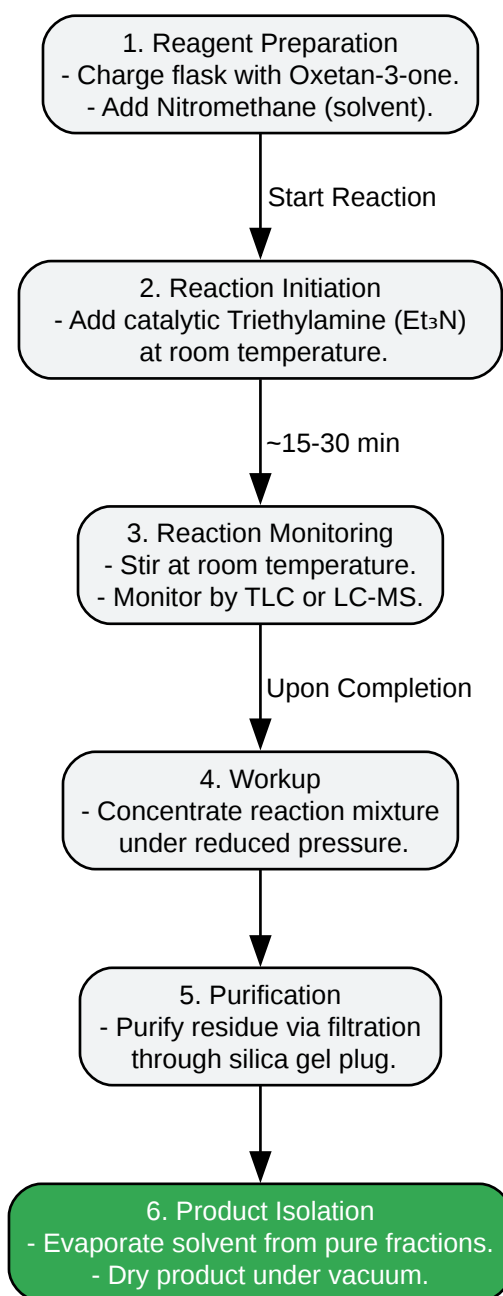 1. Reagent Preparation
- Charge flask with Oxetan-3-one.
- Add Nitromethane (solvent).
Start Reaction
2. Reaction Initiation
- Add catalytic Triethylamine (Et₃N)
at room temperature.
~15-30 min
3. Reaction Monitoring
- Stir at room temperature.
- Monitor by TLC or LC-MS.
Upon Completion
4. Workup
- Concentrate reaction mixture
under reduced pressure.
5. Purification
- Purify residue via filtration
through silica gel plug.
6. Product Isolation
- Evaporate solvent from pure fractions.
- Dry product under vacuum.